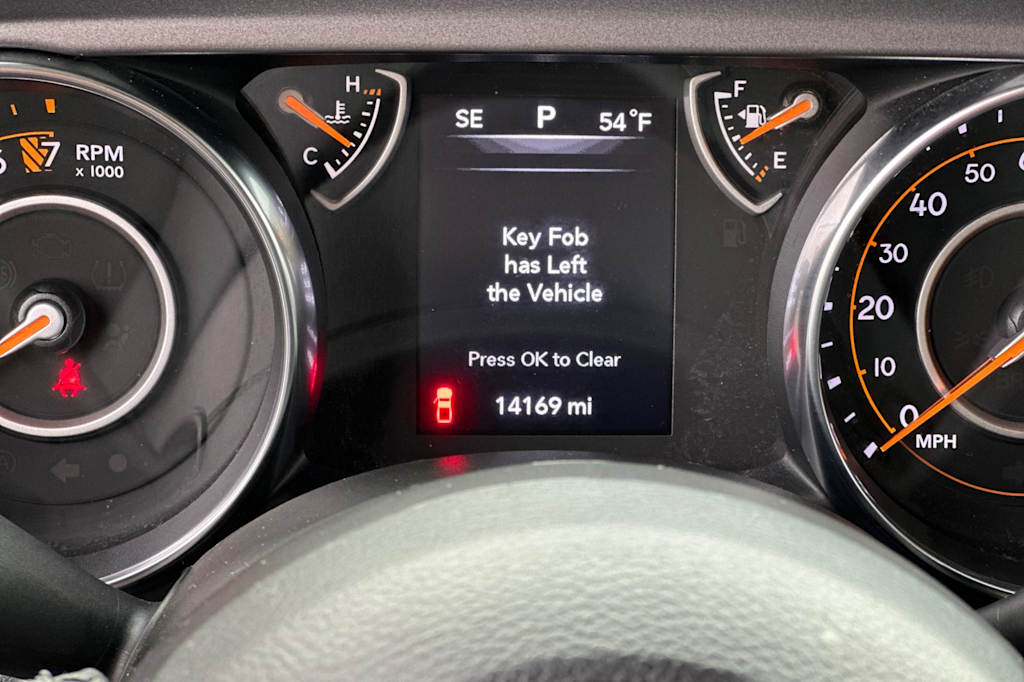 SE P 54°F
H
C
F
E
7
RPM
x 1000
Key Fob
has Left
the Vehicle
Press OK to Clear
14169 mi
50
40
30
20
10
0
MPH